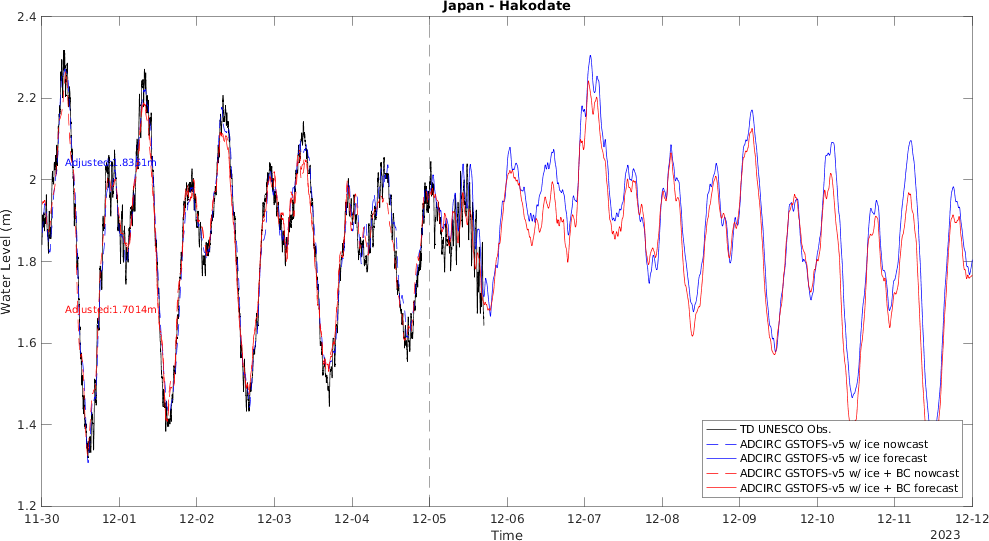 Japan - Hakodate
2.4
2.2
2
1.8
1.6
1.4
1.2
Water Level (m)
Adjusted:1.8351m
Adjusted:1.7014m
TD UNESCO Obs.
ADCIRC GSTOFS-v5 w/ ice nowcast
ADCIRC GSTOFS-v5 w/ ice forecast
ADCIRC GSTOFS-v5 w/ ice + BC nowcast
ADCIRC GSTOFS-v5 w/ ice + BC forecast
11-30 12-01 12-02 12-03 12-04 12-05 12-06 12-07 12-08 12-09 12-10 12-11 12-12
Time
2023